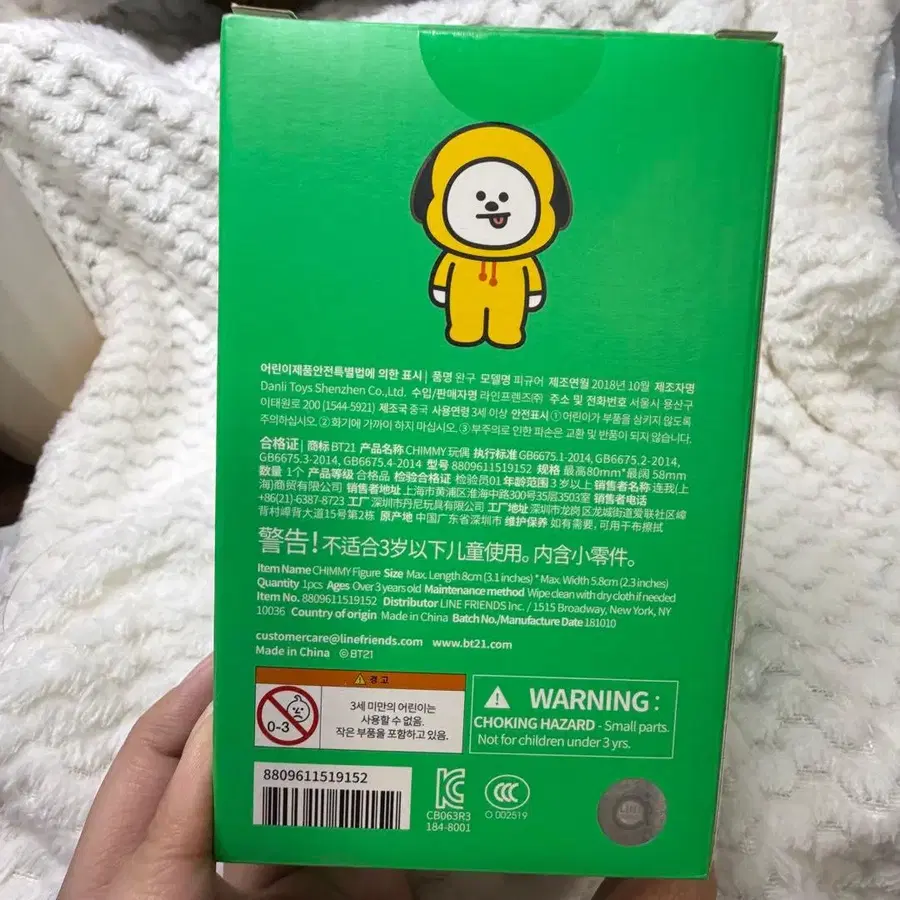 어린이제품안전특별법에 의한 표시 | 품명 완구 모델명 피규어 제조연월 2018년 10월 제조자명
Danli Toys Shenzhen Co.,Ltd. 수입/판매자명 라인프렌즈㈜ 주소 및 전화번호 서울시 용산구
이태원로 200 (1544-5921) 제조국 중국 사용연령 3세 이상 안전표시 ① 어린이가 부품을 삼키지 않도록
주의하십시오. ② 화기에 가까이 하지 마십시오. ③ 부주의로 인한 파손은 교환 및 반품이 되지 않습니다.
合格证 | 商标 BT21 产品名称 CHIMMY 玩偶 执行标准 GB6675.1-2014, GB6675.2-2014,
GB6675.3-2014, GB6675.4-2014 型号 8809611519152 规格 最高80mm*最阔 58mm
数量 1个 产品等级 合格品 检验合格证 检验员01 年龄范围 3 岁以上 销售者名称 连我(上
海)商贸有限公司 销售者地址 上海市黄浦区淮海中路300号35层3503室 销售者电话
+86(21)-6387-8723 工厂 深圳市丹尼玩具有限公司 工厂地址 深圳市龙岗区龙城街道爱联社区嶂
背村嶂背大道15号第2栋 原产地 中国广东省深圳市 维护保养 如有需要,可用干布擦拭
警告!不适合3岁以下儿童使用。内含小零件。
Item Name CHIMMY Figure Size Max. Length 8cm (3.1 inches) * Max. Width 5.8cm (2.3 inches)
Quantity 1pcs Ages Over 3 years old Maintenance method Wipe clean with dry cloth if needed
Item No. 8809611519152 Distributor LINE FRIENDS Inc. / 1515 Broadway, New York, NY
10036 Country of origin Made in China Batch No./Manufacture Date 181010
customercare@linefriends.com www.bt21.com
Made in China © BT21
경고
0-3
3세 미만의 어린이는
사용할 수 없음.
작은 부품을 포함하고 있음.
WARNING:
CHOKING HAZARD - Small parts.
Not for children under 3 yrs.
8809611519152
CB063R3
184-8001
CCC
O 002519